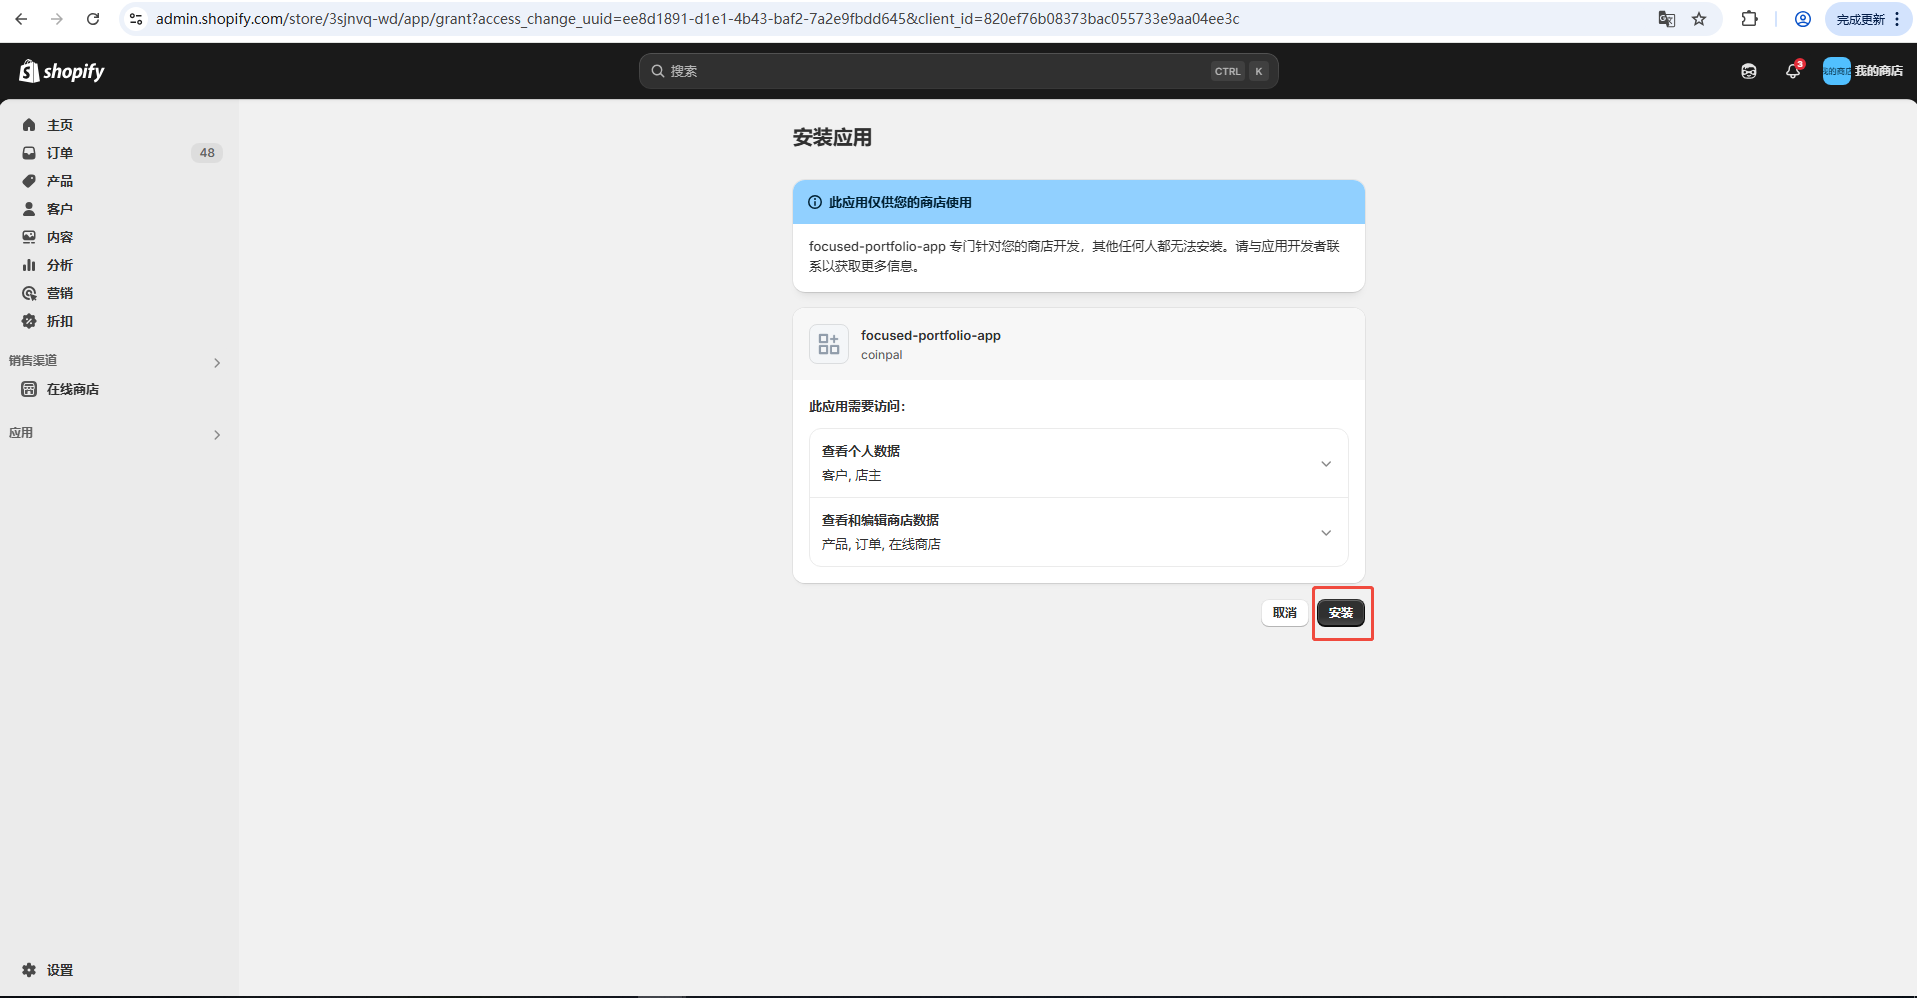 admin.shopify.com/store/3sjnvq-wd/app/grant?access_change_uuid=ee8d1891-d1e1-4b43-baf2-7a2e9fbdd645&client_id=820ef76b08373bac055733e9aa04ee3c
完成更新
shopify
搜索
CTRL K
3
我的商店
我的商店
主页
订单
48
产品
客户
内容
分析
营销
折扣
销售渠道
在线商店
应用
设置
安装应用
此应用仅供您的商店使用
focused-portfolio-app 专门针对您的商店开发，其他任何人都无法安装。请与应用开发者联
系以获取更多信息。
focused-portfolio-app
coinpal
此应用需要访问：
查看个人数据
客户, 店主
查看和编辑商店数据
产品, 订单, 在线商店
取消
安装